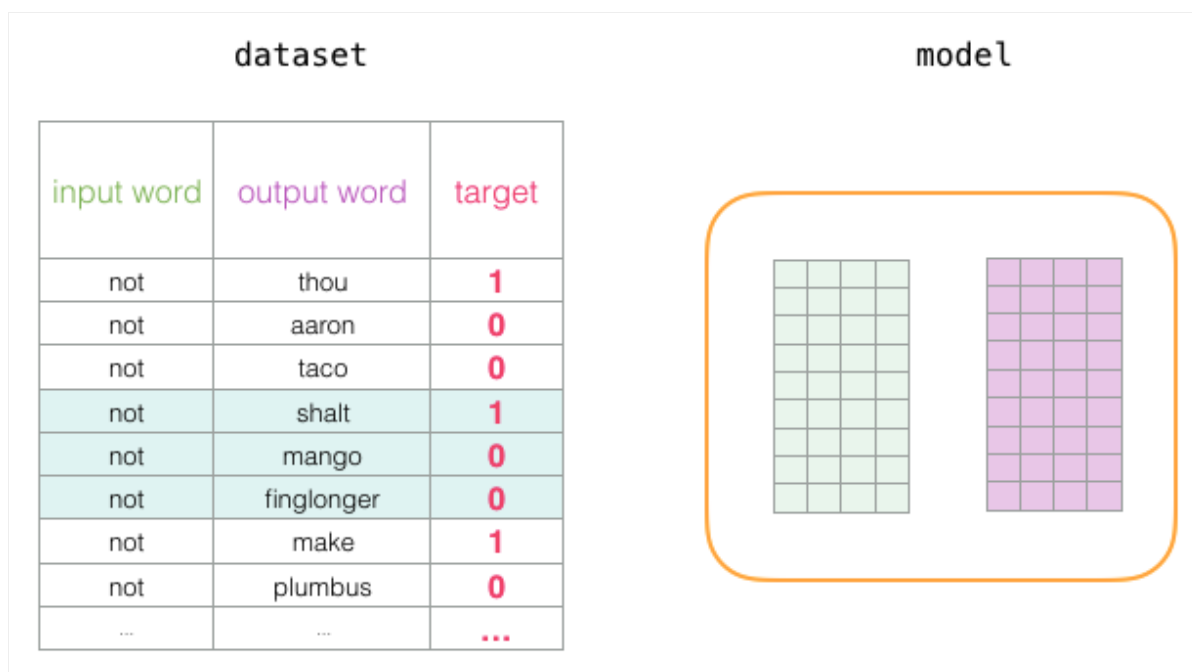 dataset
model
input word output word target
not thou 1
not aaron 0
not taco 0
not shalt 1
not mango 0
not finglonger 0
not make 1
not plumbus 0
... ... ...